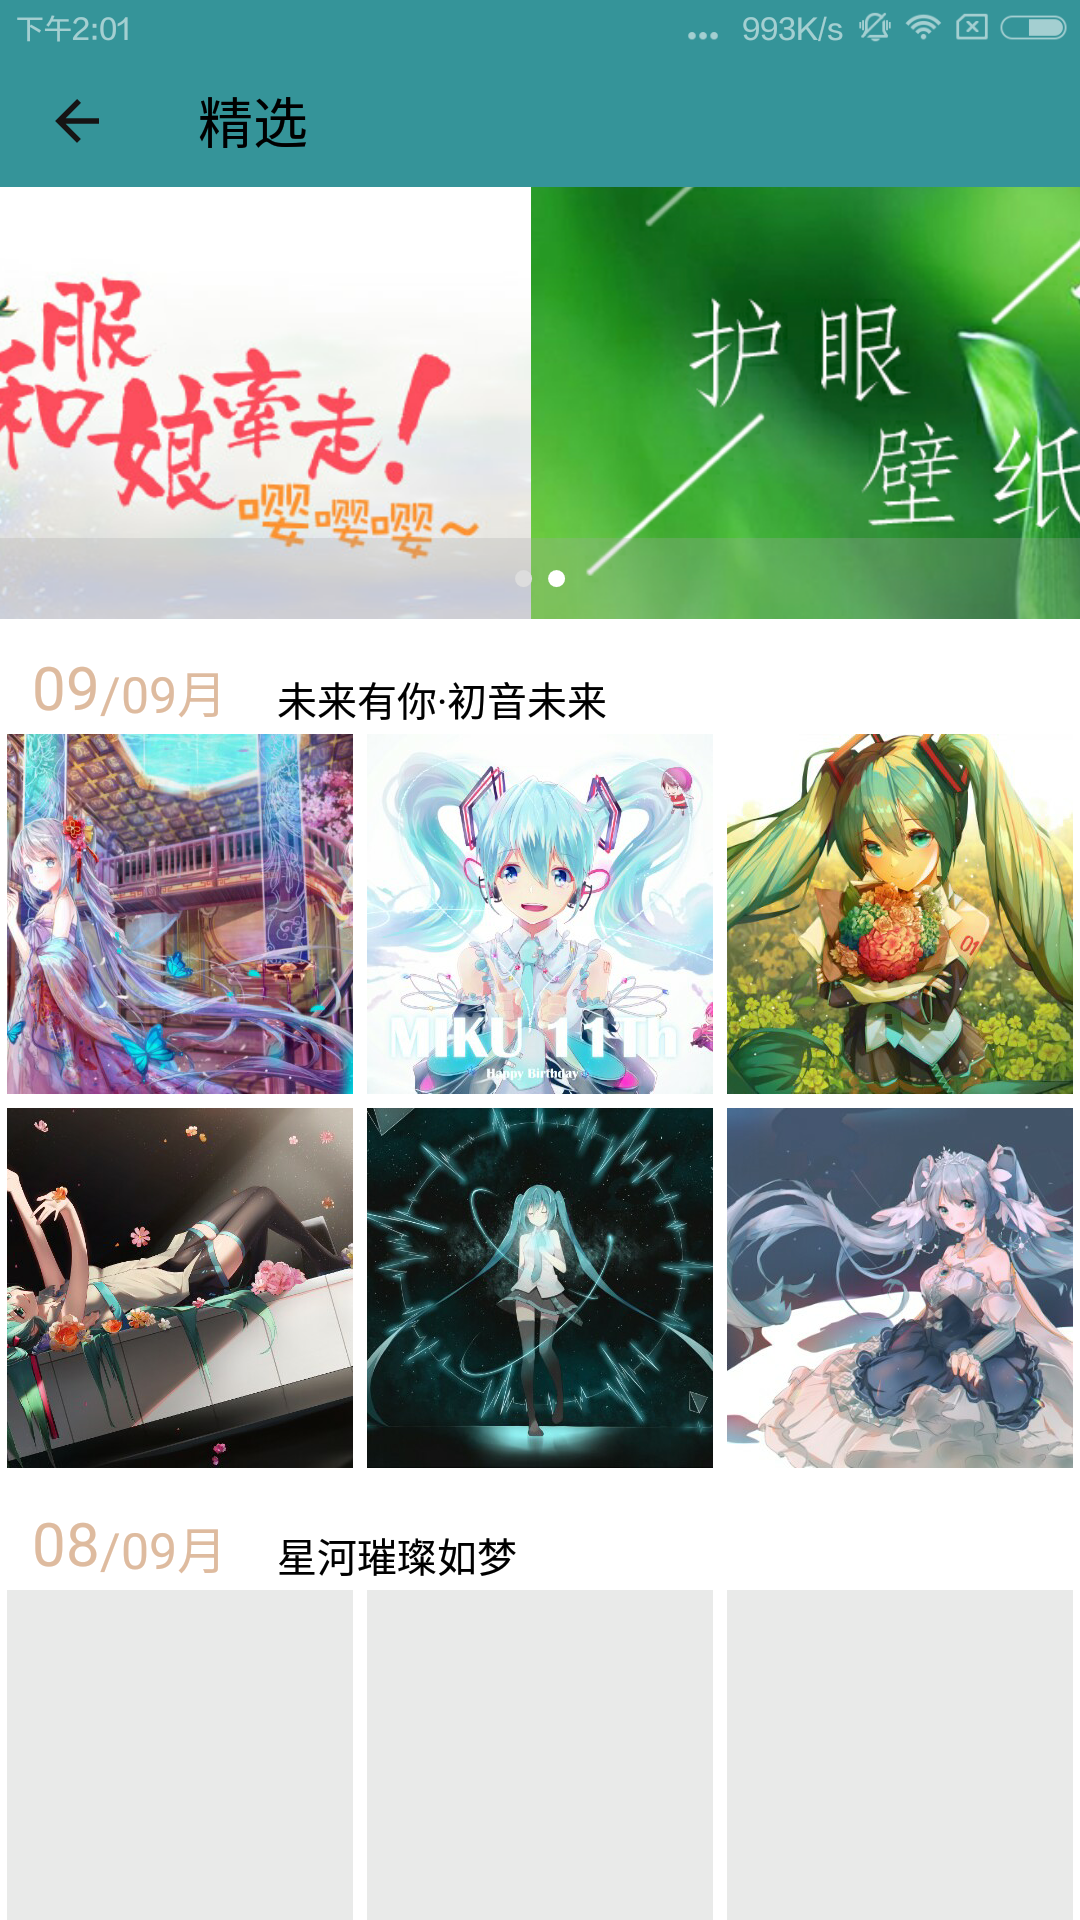 下午2:01
... 993K/s
精选
服
和娘牵走!
嘤嘤嘤~
护眼
壁纸
09/09月 未来有你·初音未来
01
MIKU 11Th
Happy Birthday
08/09月 星河璀璨如梦